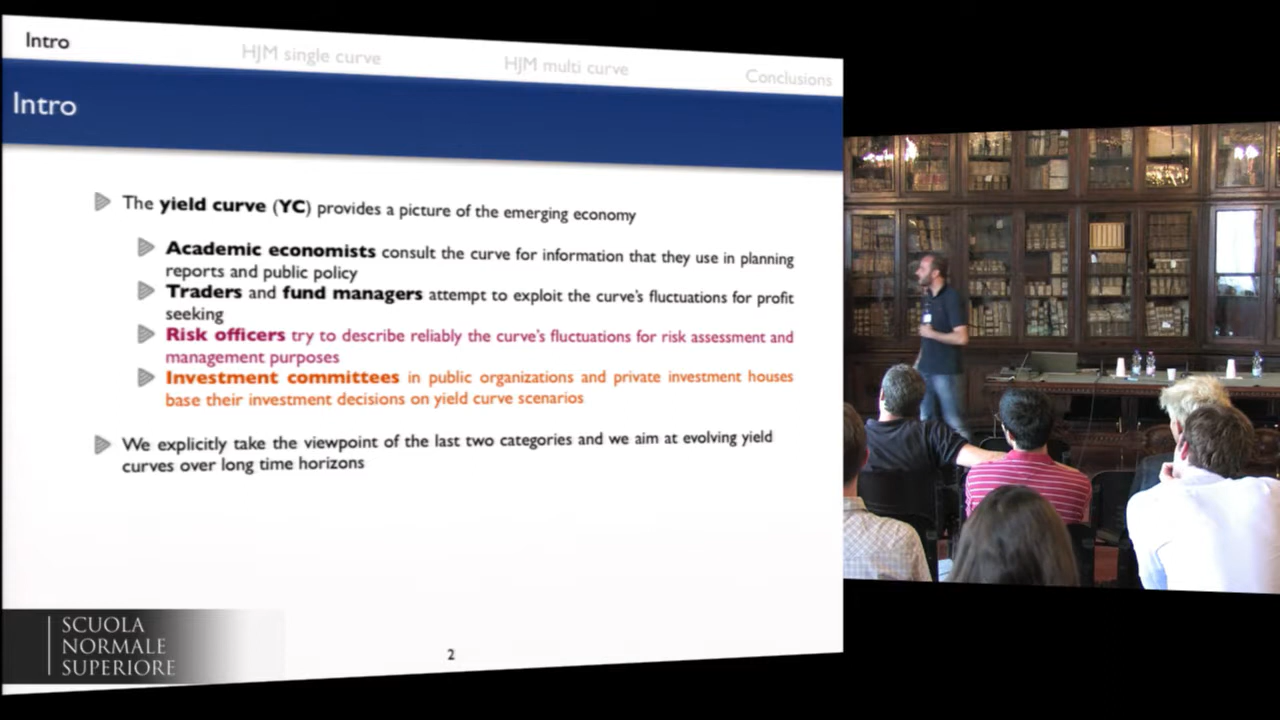 Intro
HJM single curve
HJM multi curve
Conclusions
Intro
The yield curve (YC) provides a picture of the emerging economy
Academic economists consult the curve for information that they use in planning
reports and public policy
Traders and fund managers attempt to exploit the curve's fluctuations for profit
seeking
Risk officers try to describe reliably the curve's fluctuations for risk assessment and
management purposes
Investment committees in public organizations and private investment houses
base their investment decisions on yield curve scenarios
We explicitly take the viewpoint of the last two categories and we aim at evolving yield
curves over long time horizons
SCUOLA
NORMALE
SUPERIORE
2